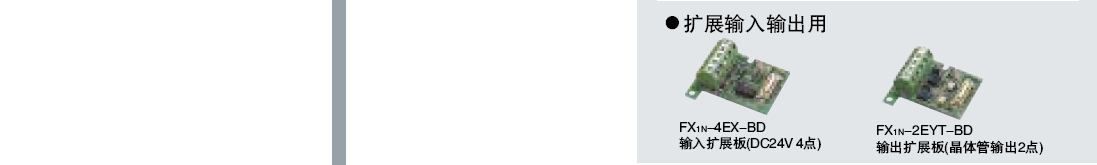 ●扩展输入输出用
FX1N-4EX-BD
输入扩展板(DC24V 4点)
FX1N-2EYT-BD
输出扩展板(晶体管输出2点)